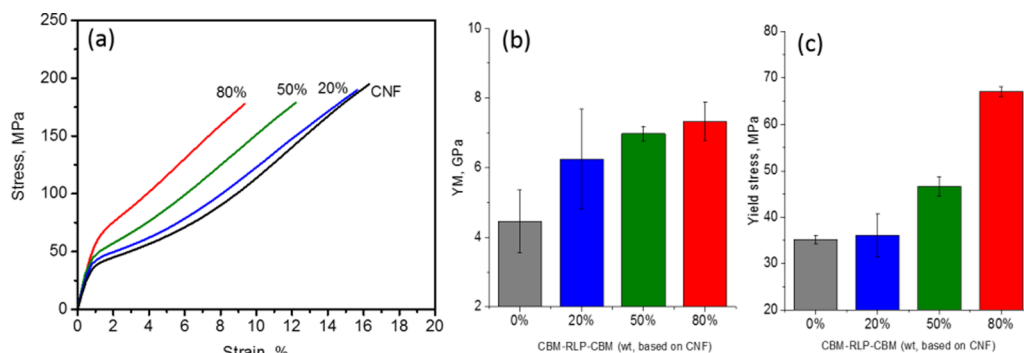 (a)
250
200
150
100
50
0
Stress, MPa
80%
50%
20%
CNF
0 2 4 6 8 10 12 14 16 18 20
Strain, %
(b)
10
8
6
4
2
YM, GPa
0% 20% 50% 80%
CBM-RLP-CBM (wt, based on CNF)
(c)
80
70
60
50
40
30
20
Yield stress, MPa
0% 20% 50% 80%
CBM-RLP-CBM (wt, based on CNF)